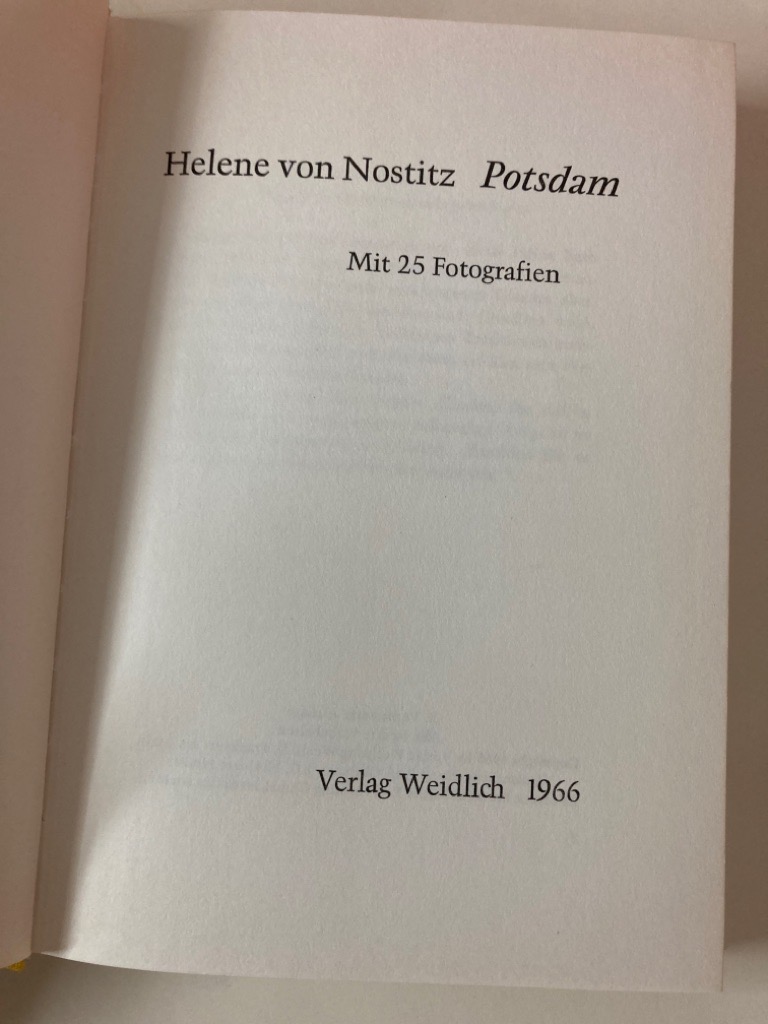 Helene von Nostitz Potsdam
Mit 25 Fotografien
Verlag Weidlich 1966